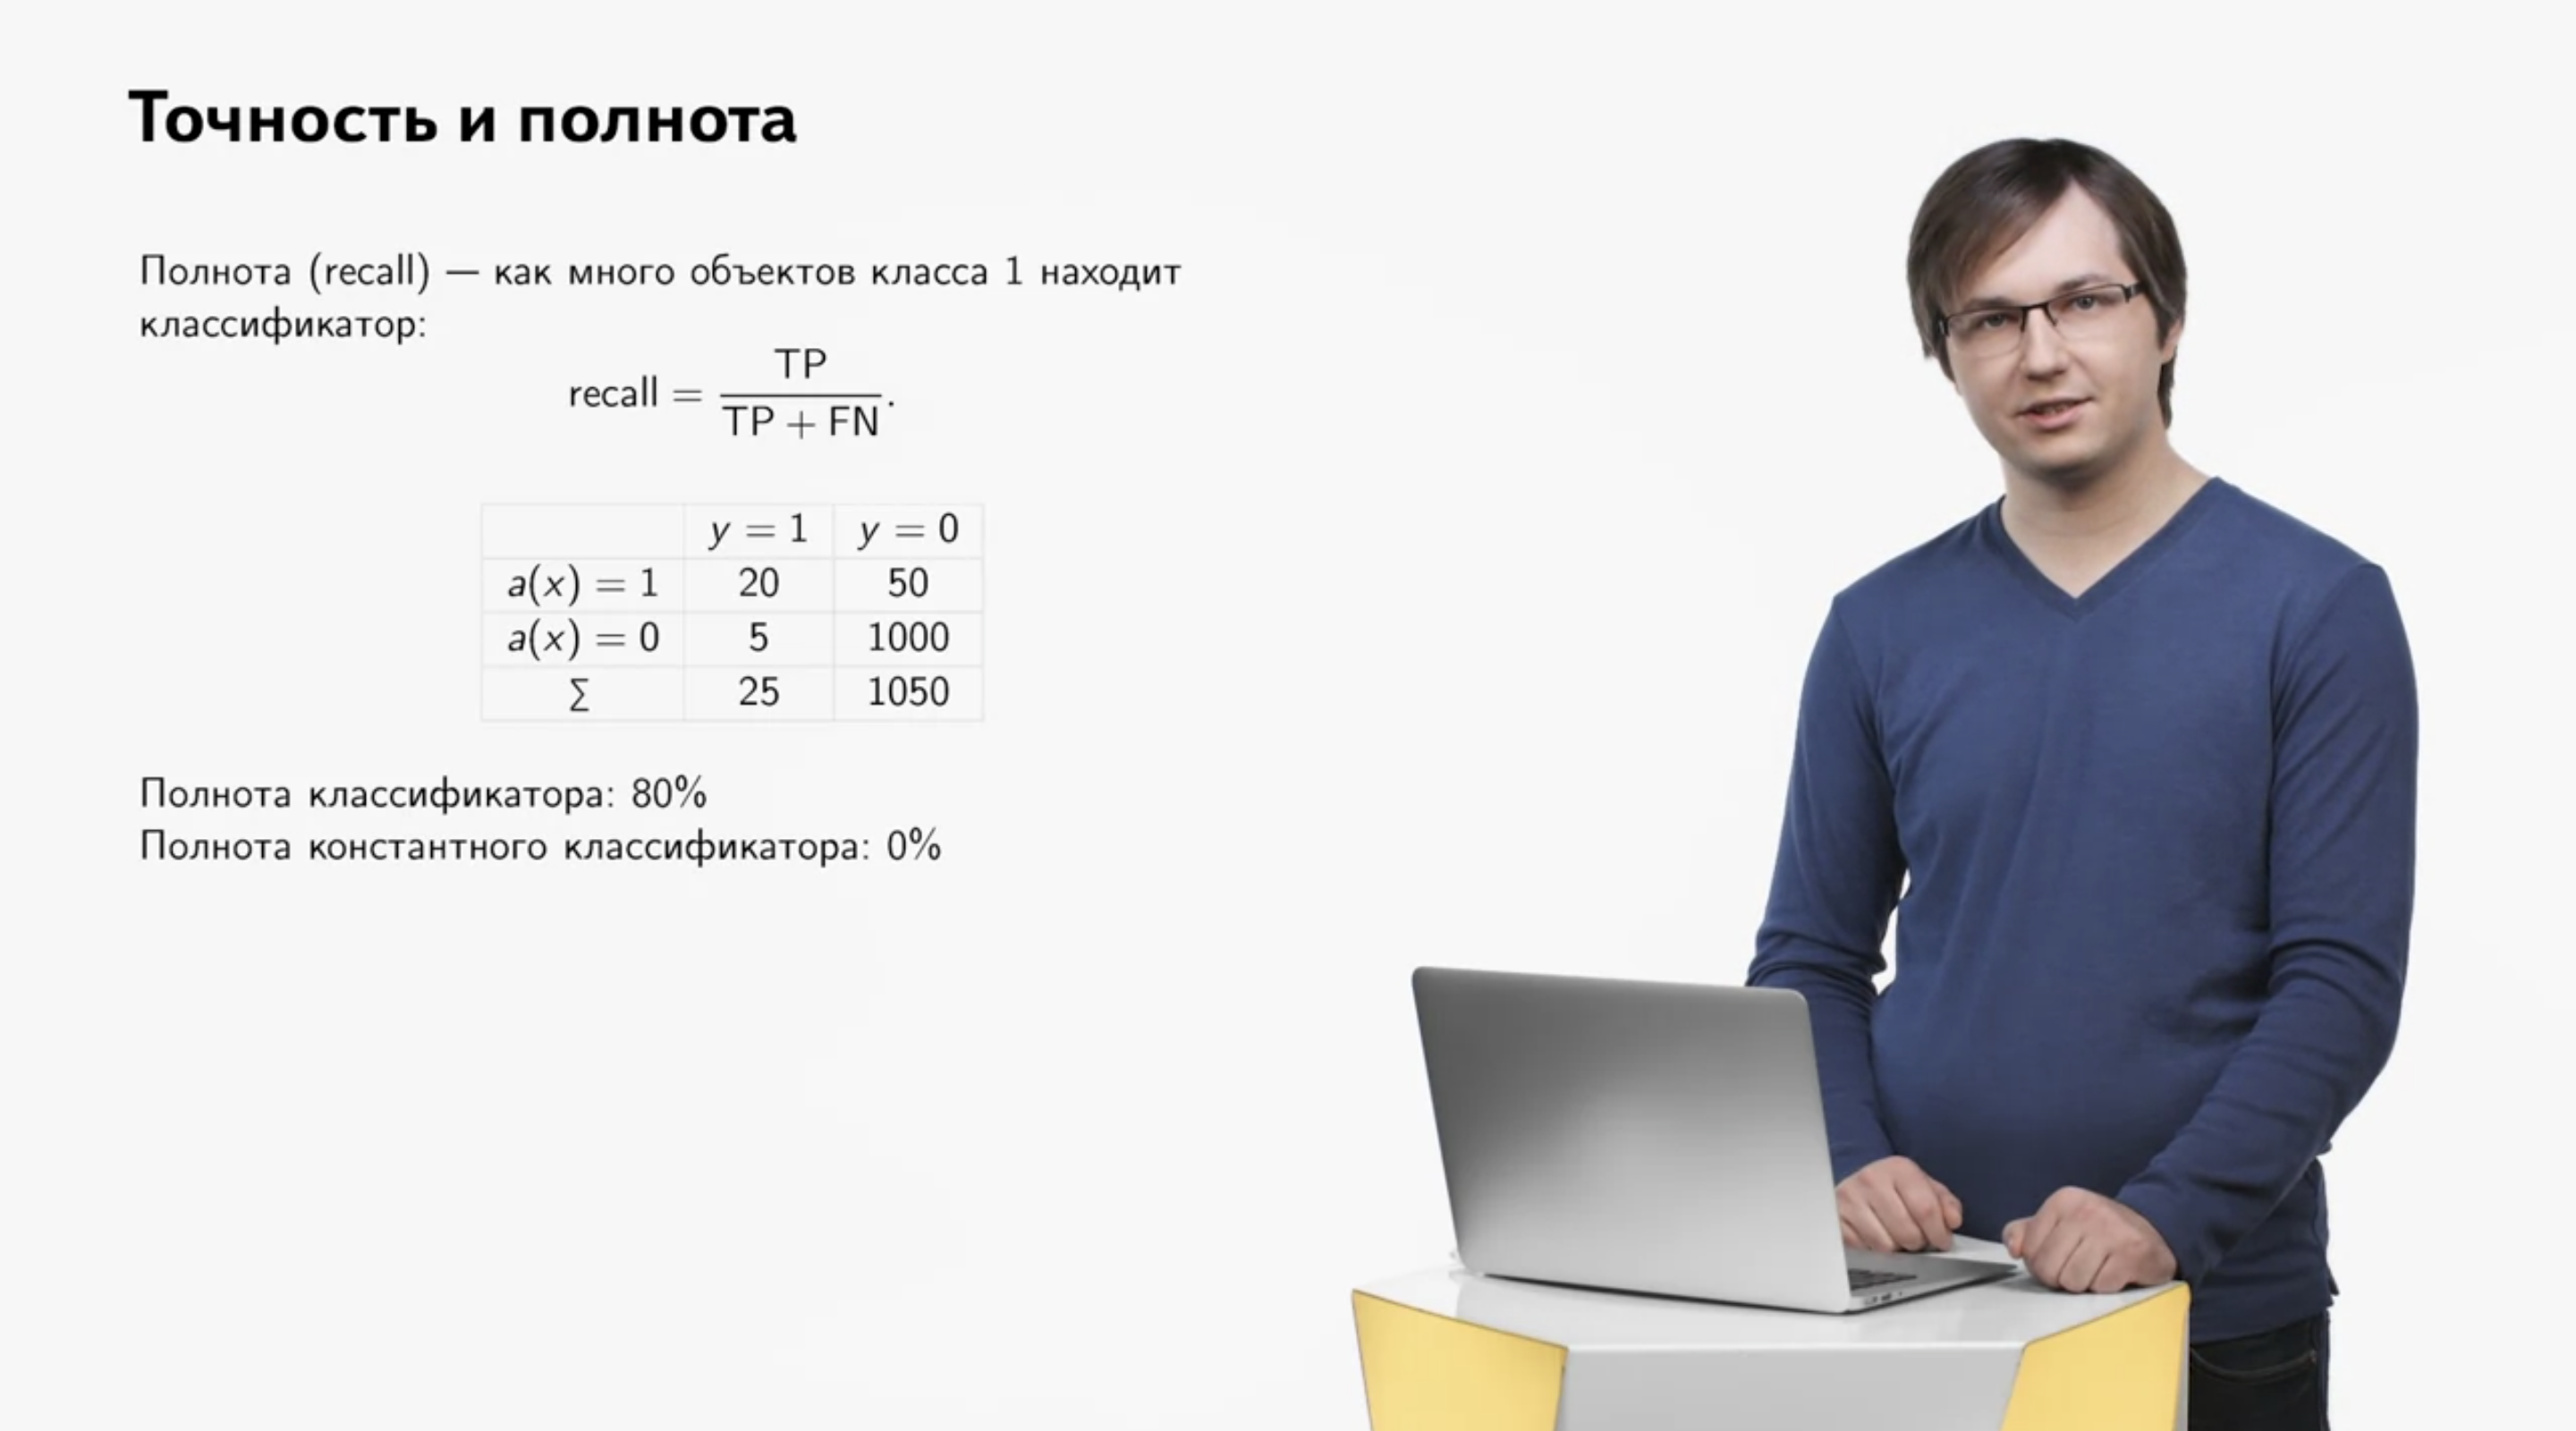 Точность и полнота
Полнота (recall) — как много объектов класса 1 находит
классификатор:
recall = TP / (TP + FN).
y = 1 y = 0
a(x) = 1 20 50
a(x) = 0 5 1000
∑ 25 1050
Полнота классификатора: 80%
Полнота константного классификатора: 0%